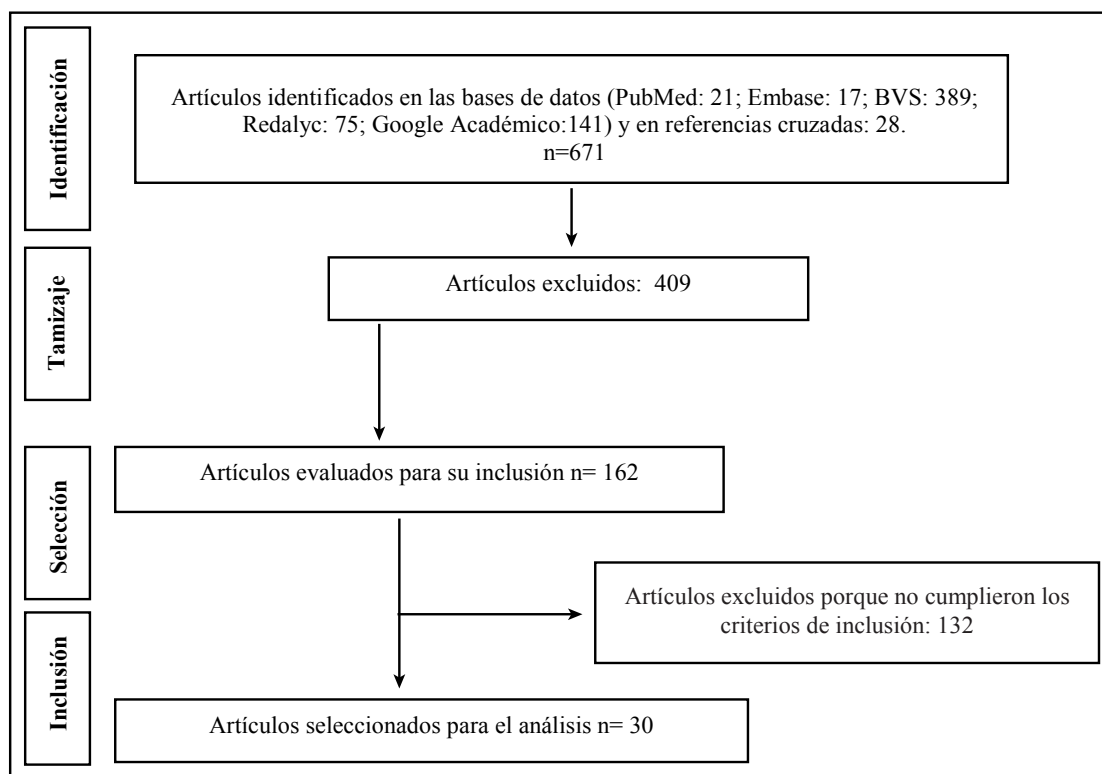 Identificación
Artículos identificados en las bases de datos (PubMed: 21; Embase: 17; BVS: 389;
Redalyc: 75; Google Académico:141) y en referencias cruzadas: 28.
n=671
Tamizaje
Artículos excluidos: 409
Selección
Artículos evaluados para su inclusión n= 162
Artículos excluidos porque no cumplieron los
criterios de inclusión: 132
Inclusión
Artículos seleccionados para el análisis n= 30